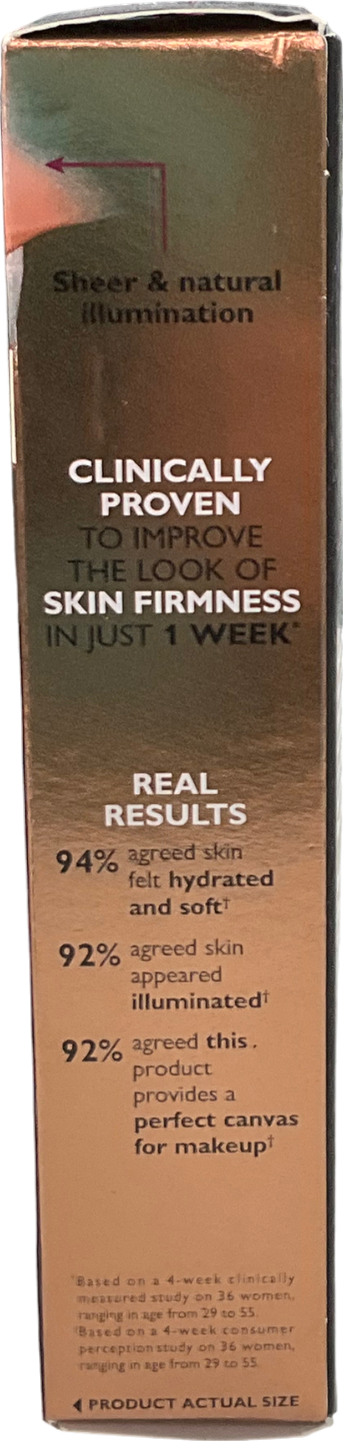 Sheer & natural
illumination
CLINICALLY
PROVEN
TO IMPROVE
THE LOOK OF
SKIN FIRMNESS
IN JUST 1 WEEK*
REAL
RESULTS
94% agreed skin
felt hydrated
and soft†
92% agreed skin
appeared
illuminated†
92% agreed this
product
provides a
perfect canvas
for makeup†
*Based on a 4-week clinically
measured study on 36 women,
ranging in age from 29 to 55.
†Based on a 4-week consumer
perception study on 36 women,
ranging in age from 29 to 55.
PRODUCT ACTUAL SIZE